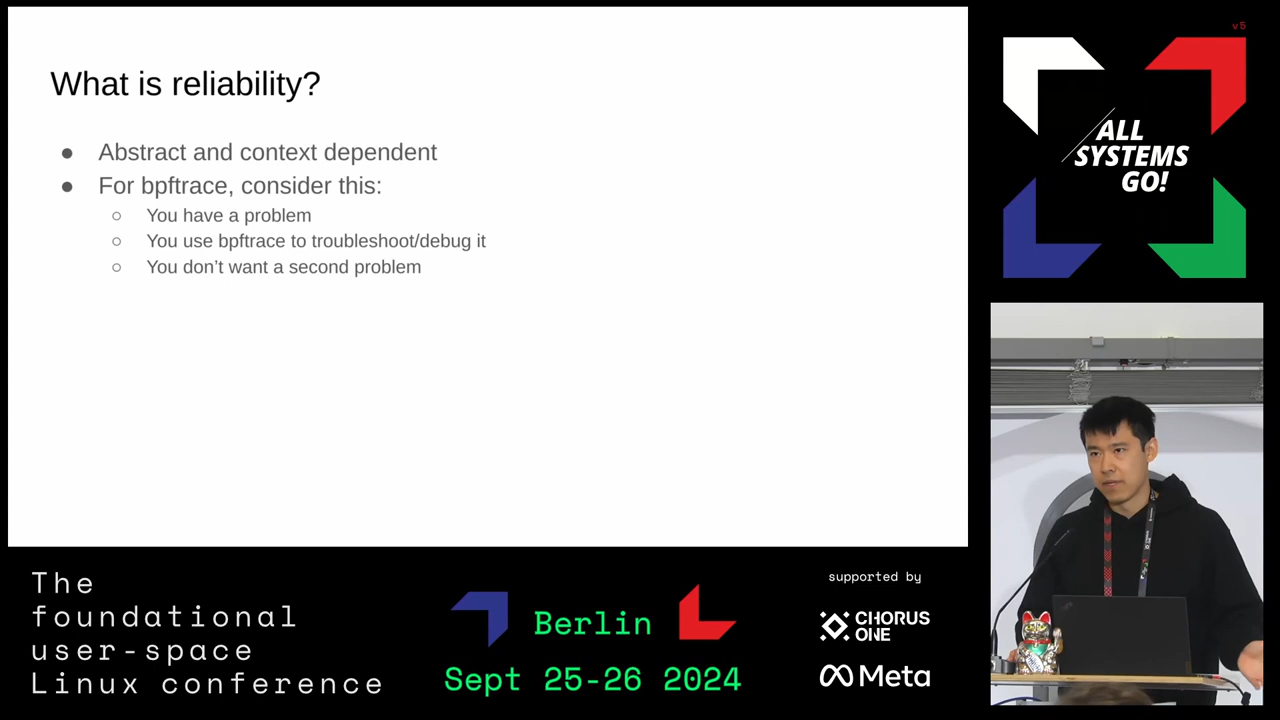 What is reliability?
● Abstract and context dependent
● For bpftrace, consider this:
○ You have a problem
○ You use bpftrace to troubleshoot/debug it
○ You don’t want a second problem
v5
ALL
SYSTEMS
GO!
The
foundational
user-space
Linux conference
Berlin
Sept 25-26 2024
supported by
CHORUS
ONE
Meta